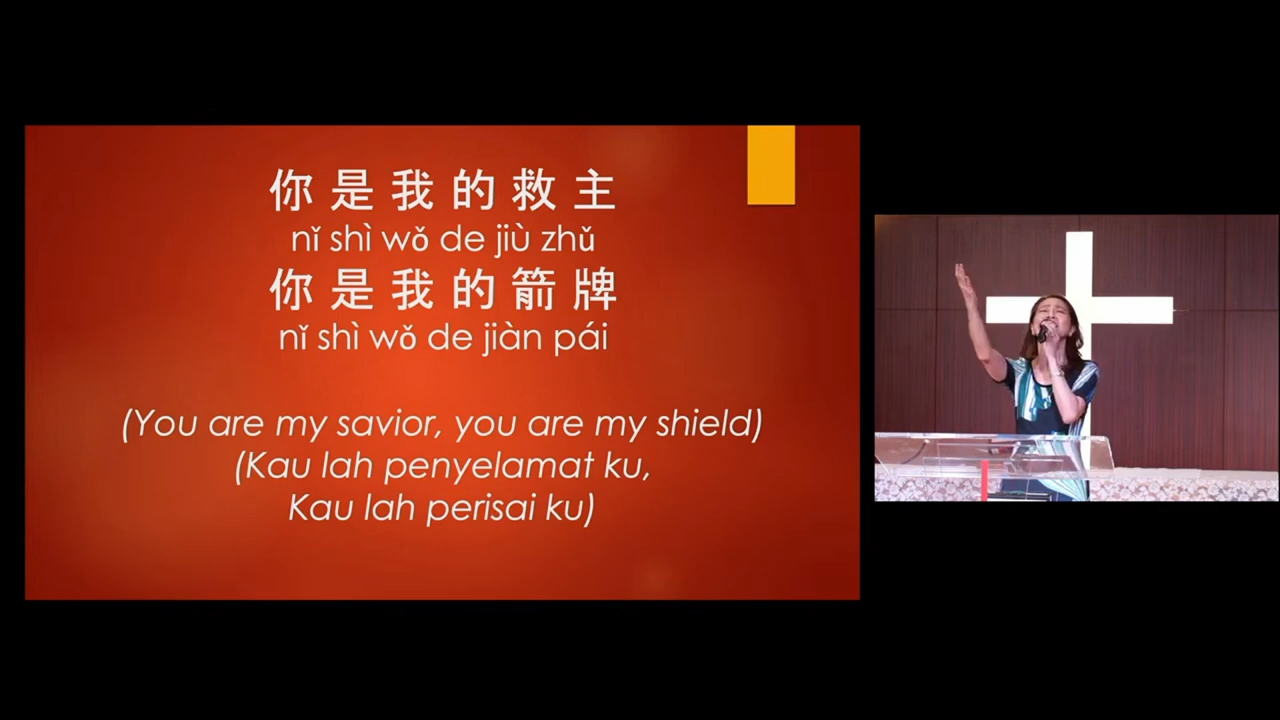 你是我的救主
nǐ shì wǒ de jiù zhǔ
你是我的箭牌
nǐ shì wǒ de jiàn pái
(You are my savior, you are my shield)
(Kau lah penyelamat ku,
Kau lah perisai ku)